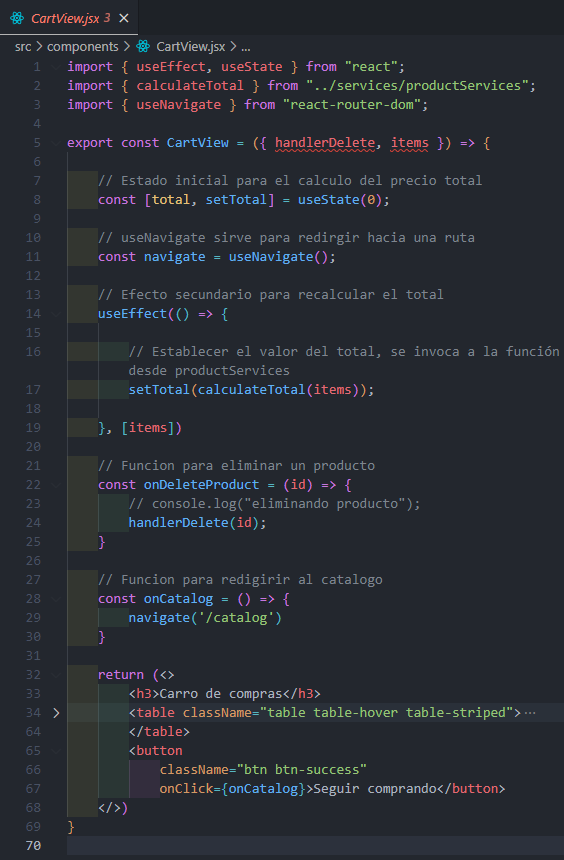 CartView.jsx 3 ×
src > components > CartView.jsx > ...
1 import { useEffect, useState } from "react";
2 import { calculateTotal } from "../services/productServices";
3 import { useNavigate } from "react-router-dom";
4
5 export const CartView = ({ handlerDelete, items }) => {
6
7 // Estado inicial para el calculo del precio total
8 const [total, setTotal] = useState(0);
9
10 // useNavigate sirve para redirgir hacia una ruta
11 const navigate = useNavigate();
12
13 // Efecto secundario para recalcular el total
14 useEffect(() => {
15
16 // Establecer el valor del total, se invoca a la función
desde productServices
17 setTotal(calculateTotal(items));
18
19 }, [items])
20
21 // Funcion para eliminar un producto
22 const onDeleteProduct = (id) => {
23 // console.log("eliminando producto");
24 handlerDelete(id);
25 }
26
27 // Funcion para redigirir al catalogo
28 const onCatalog = () => {
29 navigate('/catalog')
30 }
31
32 return (<>
33 <h3>Carro de compras</h3>
34 <table className="table table-hover table-striped">⋯
64 </table>
65 <button
66 className="btn btn-success"
67 onClick={onCatalog}>Seguir comprando</button>
68 </>)
69 }
70